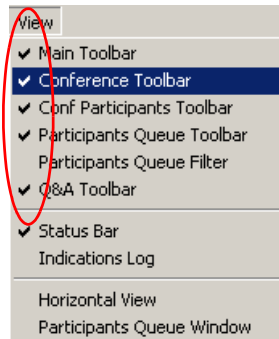 View
Main Toolbar
Conference Toolbar
Conf Participants Toolbar
Participants Queue Toolbar
Participants Queue Filter
Q&A Toolbar
Status Bar
Indications Log
Horizontal View
Participants Queue Window